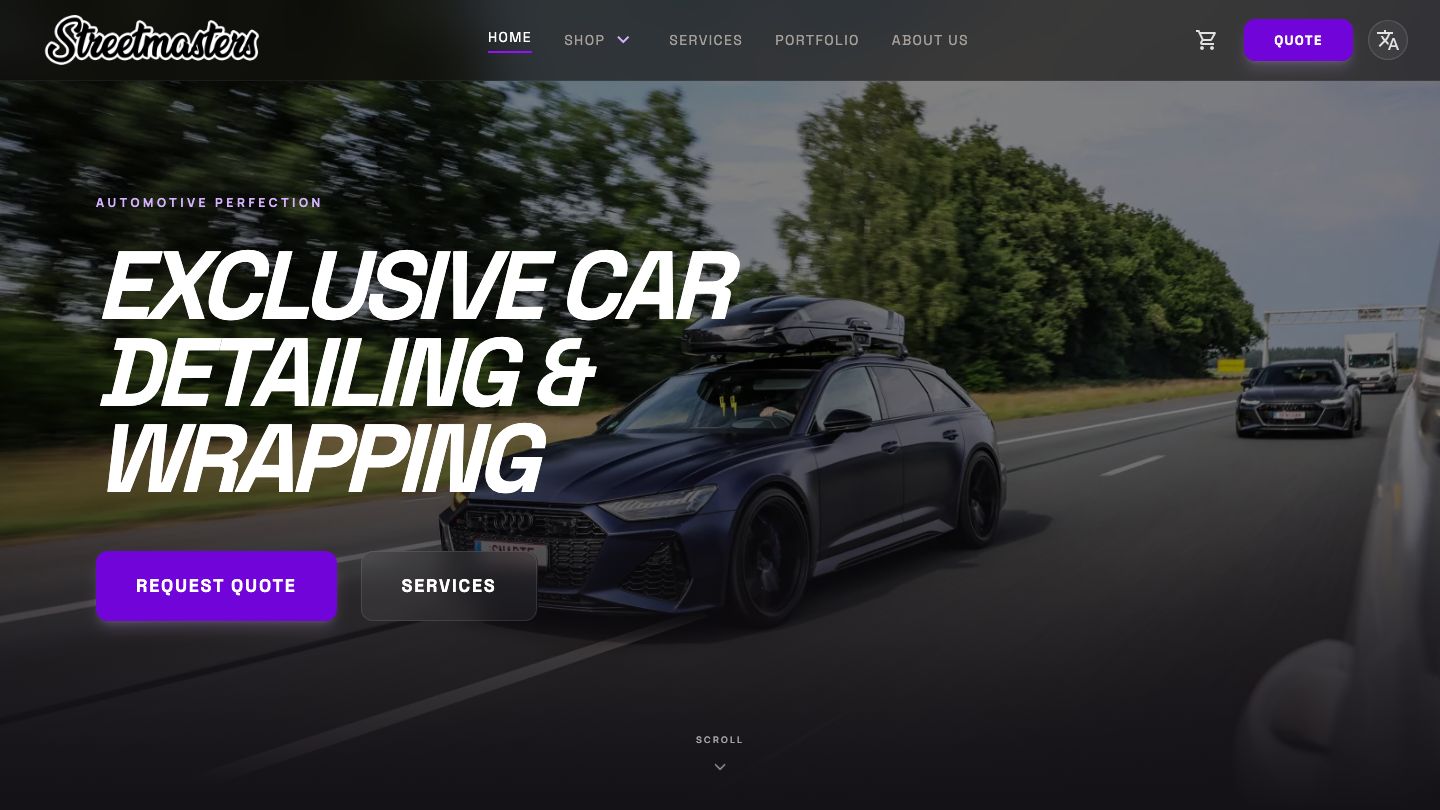 Streetmasters
HOME
SHOP
SERVICES
PORTFOLIO
ABOUT US
QUOTE
AUTOMOTIVE PERFECTION
EXCLUSIVE CAR
DETAILING &
WRAPPING
REQUEST QUOTE
SERVICES
SCROLL